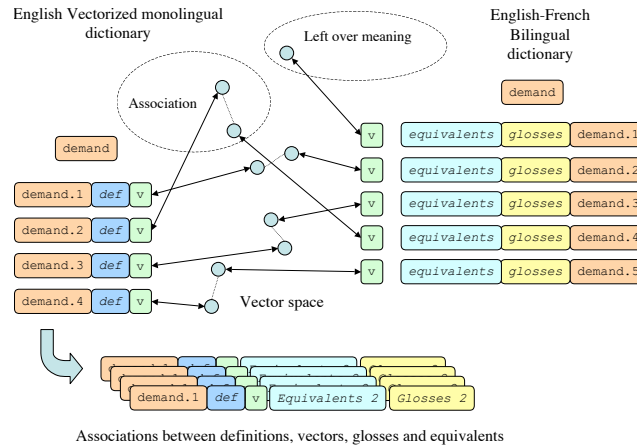 English Vectorized monolingual
dictionary
Left over meaning
English-French
Bilingual
dictionary
Association
demand
demand
v equivalents glosses demand.1
v equivalents glosses demand.2
v equivalents glosses demand.3
v equivalents glosses demand.4
v equivalents glosses demand.5
demand.1 def v
demand.2 def v
demand.3 def v
demand.4 def v
Vector space
demand.1 def v Equivalents 2 Glosses 2
Associations between definitions, vectors, glosses and equivalents